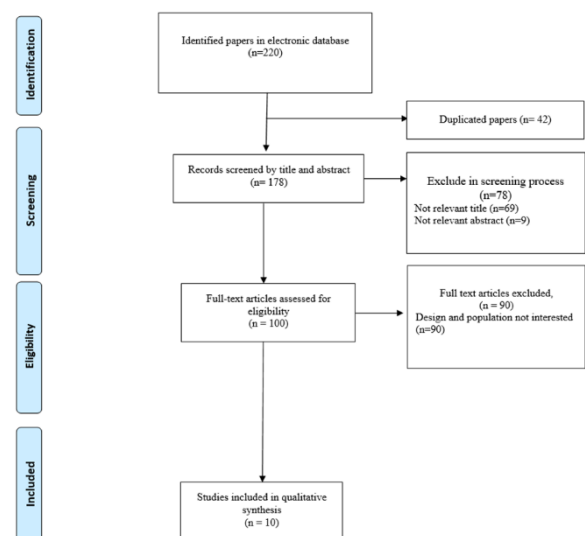 Identification
Identified papers in electronic database
(n=220)
Duplicated papers (n= 42)
Screening
Records screened by title and abstract
(n= 178)
Exclude in screening process
(n=78)
Not relevant title (n=69)
Not relevant abstract (n=9)
Eligibility
Full-text articles assessed for
eligibility
(n = 100)
Full text articles excluded,
(n = 90)
Design and population not interested
(n=90)
Included
Studies included in qualitative
synthesis
(n = 10)